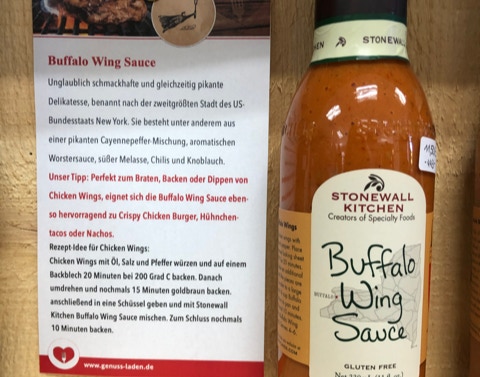 Buffalo Wing Sauce
Unglaublich schmackhafte und gleichzeitig pikante
Delikatesse, benannt nach der zweitgrößten Stadt des US-
Bundesstaats New York. Sie besteht unter anderem aus
einer pikanten Cayennepfeffer-Mischung, aromatischen
Worstersauce, süßer Melasse, Chilis und Knoblauch.
Unser Tipp: Perfekt zum Braten, Backen oder Dippen von
Chicken Wings, eignet sich die Buffalo Wing Sauce eben-
so hervorragend zu Crispy Chicken Burger, Hühnchen-
tacos oder Nachos.
Rezept-Idee für Chicken Wings:
Chicken Wings mit Öl, Salz und Pfeffer würzen und auf einem
Backblech 20 Minuten bei 200 Grad C backen. Danach
umdrehen und nochmals 15 Minuten goldbraun backen.
anschließend in eine Schüssel geben und mit Stonewall
Kitchen Buffalo Wing Sauce mischen. Zum Schluss nochmals
10 Minuten backen.
www.genuss-laden.de
STONEWALL
STONEWALL
KITCHEN
Creators of Specialty Foods
Buffalo
Wing
Sauce
BUFFALO
GLUTEN FREE